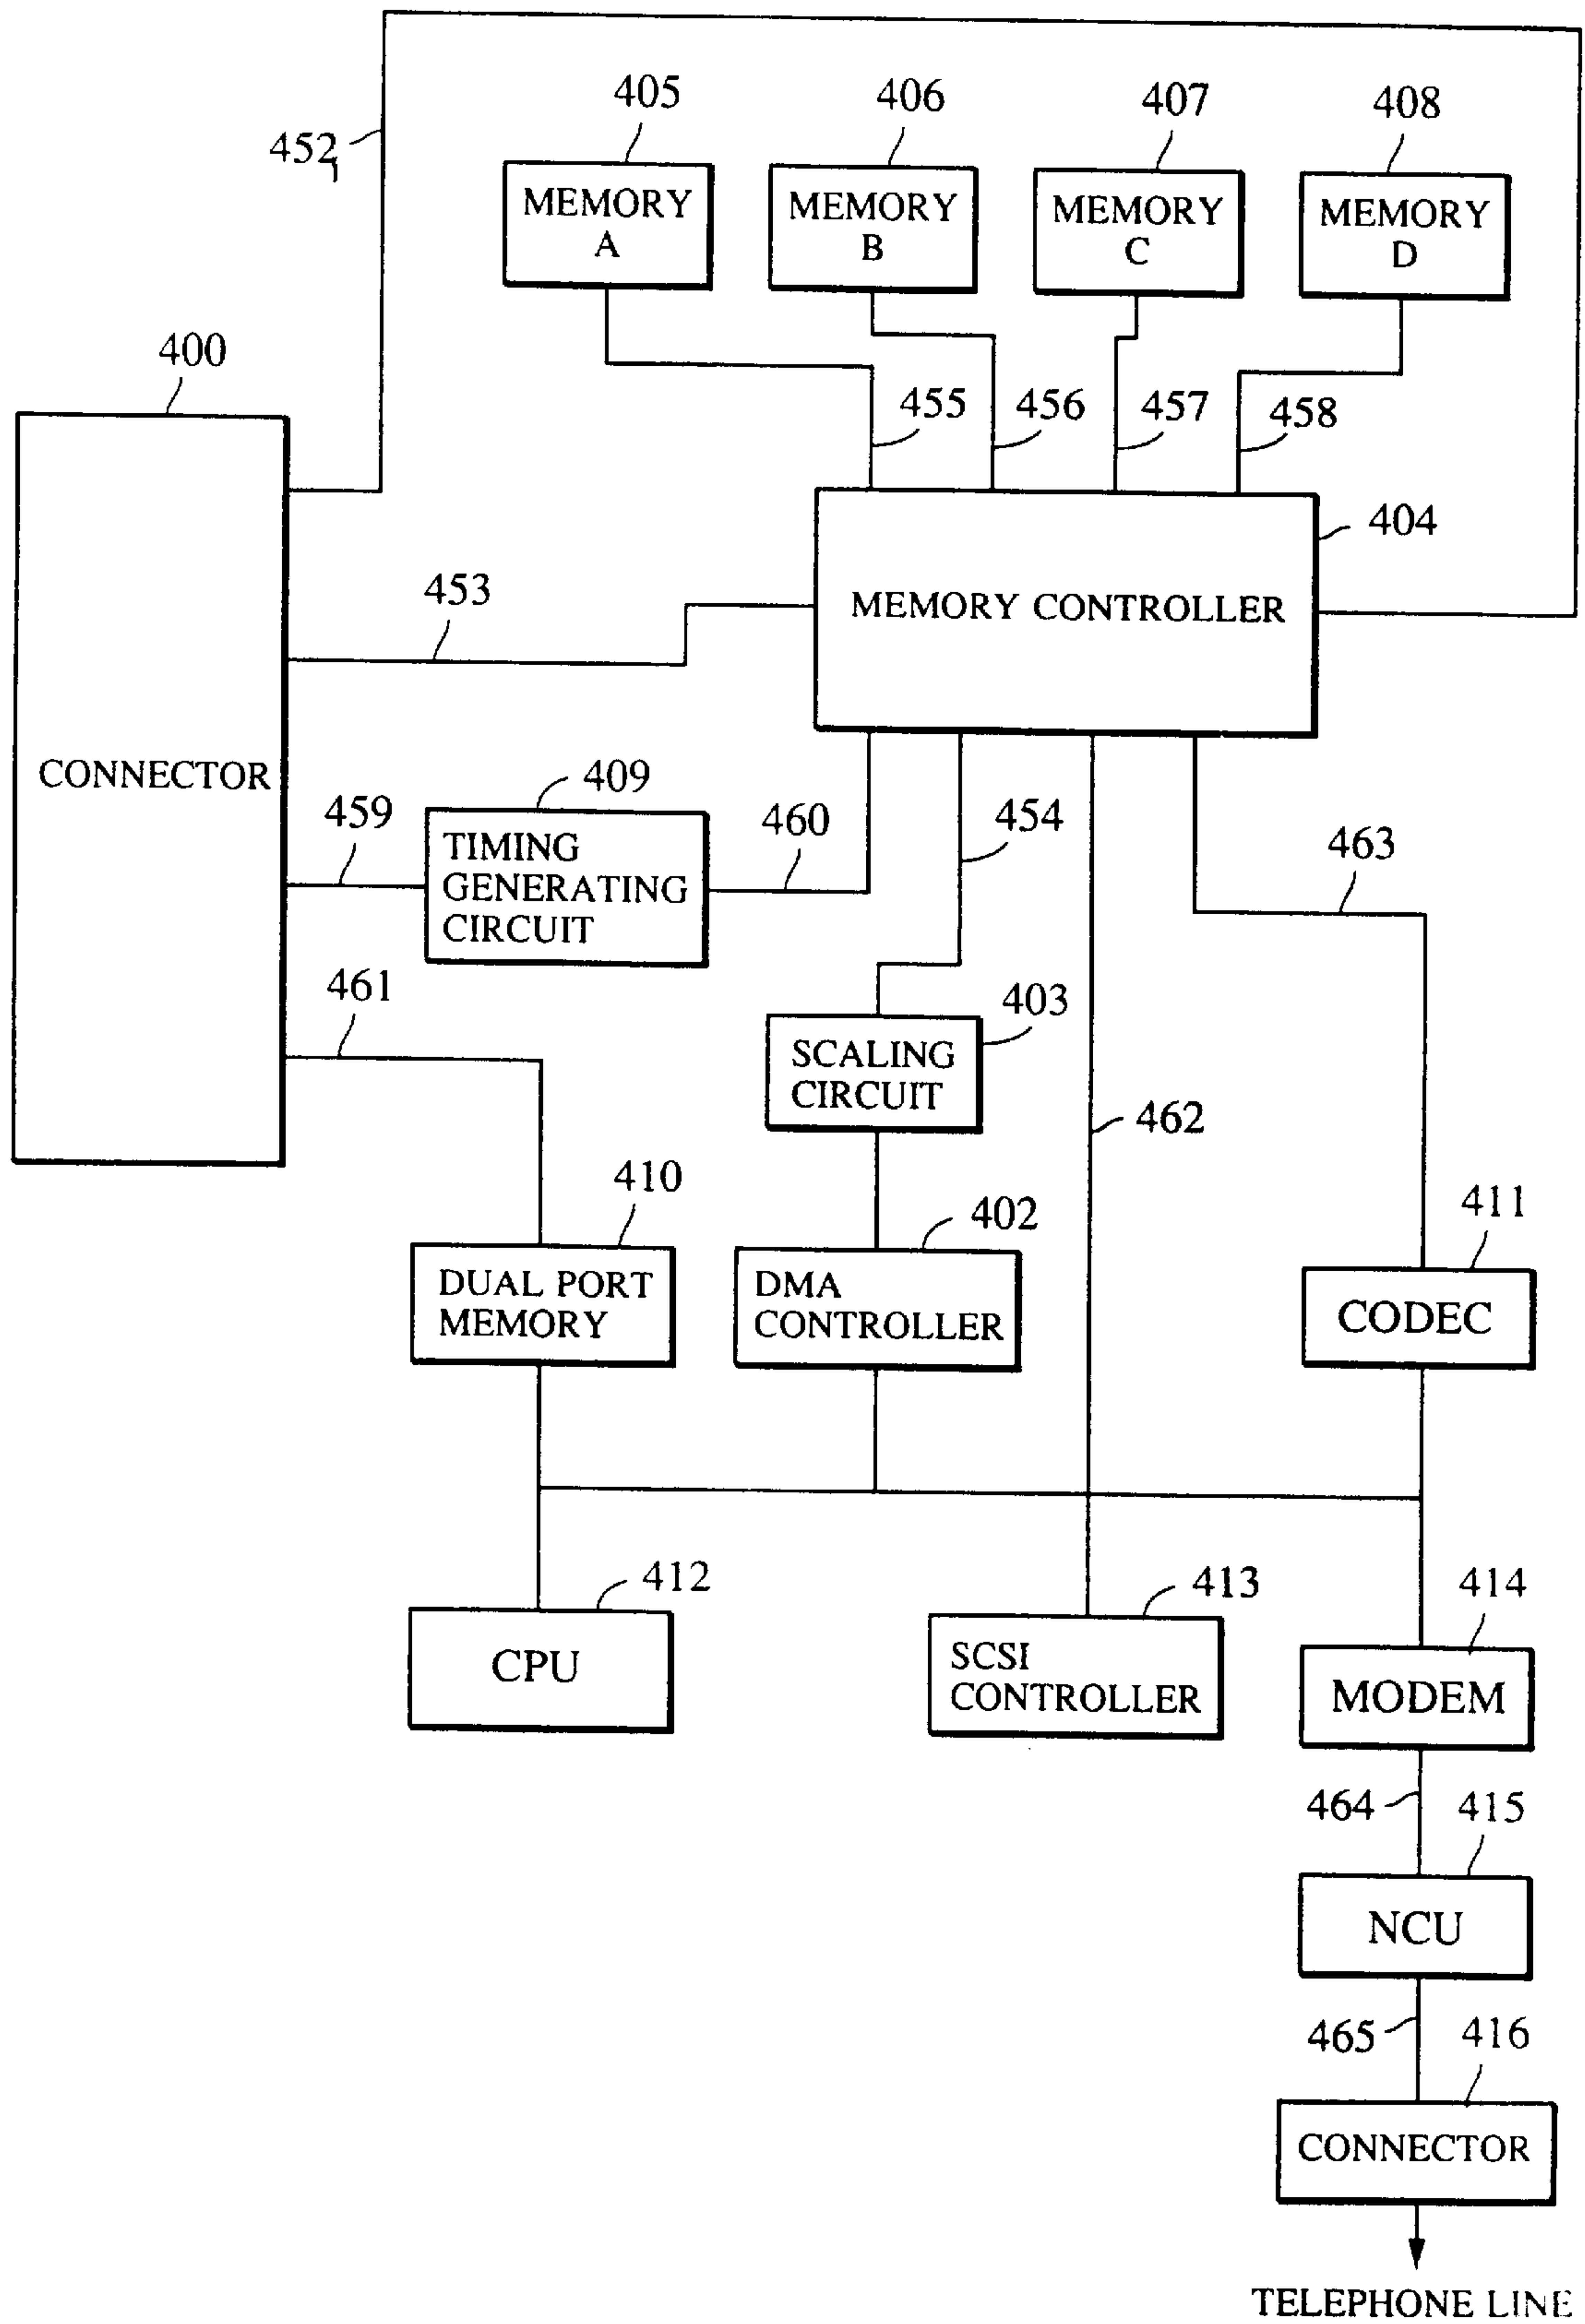 405
406
407
408
452
MEMORY
A
MEMORY
B
MEMORY
C
MEMORY
D
400
455
456
457
458
404
453
MEMORY CONTROLLER
CONNECTOR
409
459
TIMING
GENERATING
CIRCUIT
460
454
463
461
403
SCALING
CIRCUIT
462
410
402
411
DUAL PORT
MEMORY
DMA
CONTROLLER
CODEC
412
413
414
CPU
SCSI
CONTROLLER
MODEM
464
415
NCU
465
416
CONNECTOR
TELEPHONE LINE